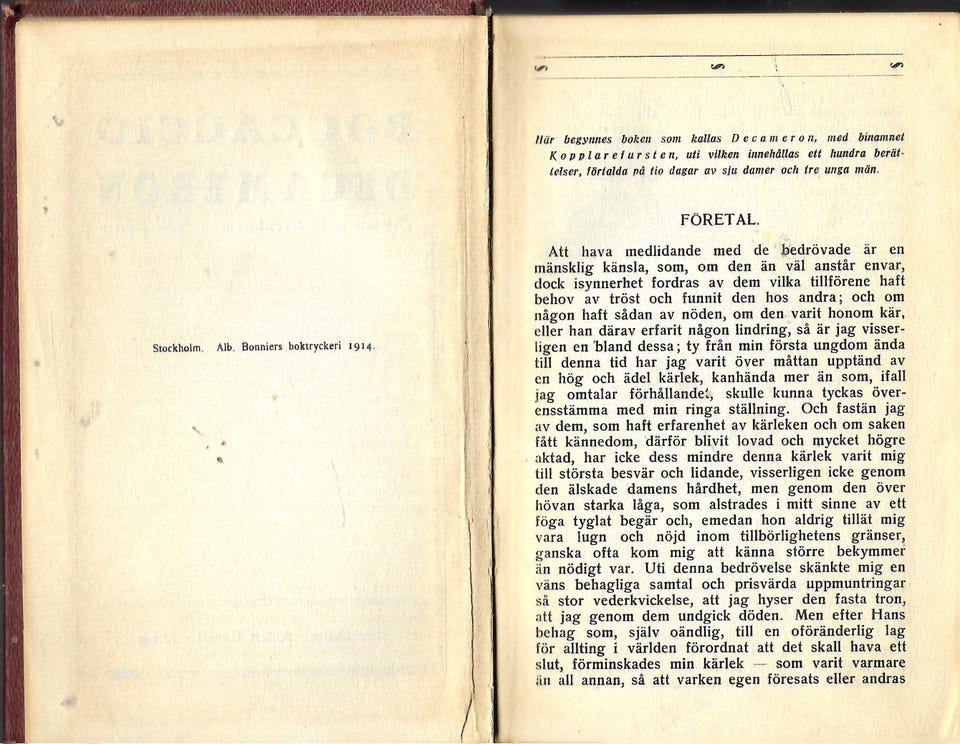 Stockholm. Alb. Bonniers boktryckeri 1914.
Här begynnes boken som kallas Decameron, med binamnet
Kopplarefursten, uti vilken innehållas ett hundra berät-
telser, förtalda på tio dagar av sju damer och tre unga män.
FÖRETAL.
Att hava medlidande med de bedrövade är en
mänsklig känsla, som, om den än väl anstår envar,
dock isynnerhet fordras av dem vilka tillförene haft
behov av tröst och funnit den hos andra; och om
någon haft sådan av nöden, om den varit honom kär,
eller han därav erfarit någon lindring, så är jag visser-
ligen en bland dessa; ty från min första ungdom ända
till denna tid har jag varit över måttan upptänd av
en hög och ädel kärlek, kanhända mer än som, ifall
jag omtalar förhållandet, skulle kunna tyckas över-
ensstämma med min ringa ställning. Och fastän jag
av dem, som haft erfarenhet av kärleken och om saken
fått kännedom, därför blivit lovad och mycket högre
aktad, har icke dess mindre denna kärlek varit mig
till största besvär och lidande, visserligen icke genom
den älskade damens hårdhet, men genom den över
hövan starka låga, som alstrades i mitt sinne av ett
föga tyglat begär och, emedan hon aldrig tillät mig
vara lugn och nöjd inom tillbörlighetens gränser,
ganska ofta kom mig att känna större bekymmer
än nödigt var. Uti denna bedrövelse skänkte mig en
väns behagliga samtal och prisvärda uppmuntringar
så stor vederkvickelse, att jag hyser den fasta tron,
att jag genom dem undgick döden. Men efter Hans
behag som, själv oändlig, till en oföränderlig lag
för allting i världen förordnat att det skall hava ett
slut, förminskades min kärlek — som varit varmare
än all annan, så att varken egen föresats eller andras